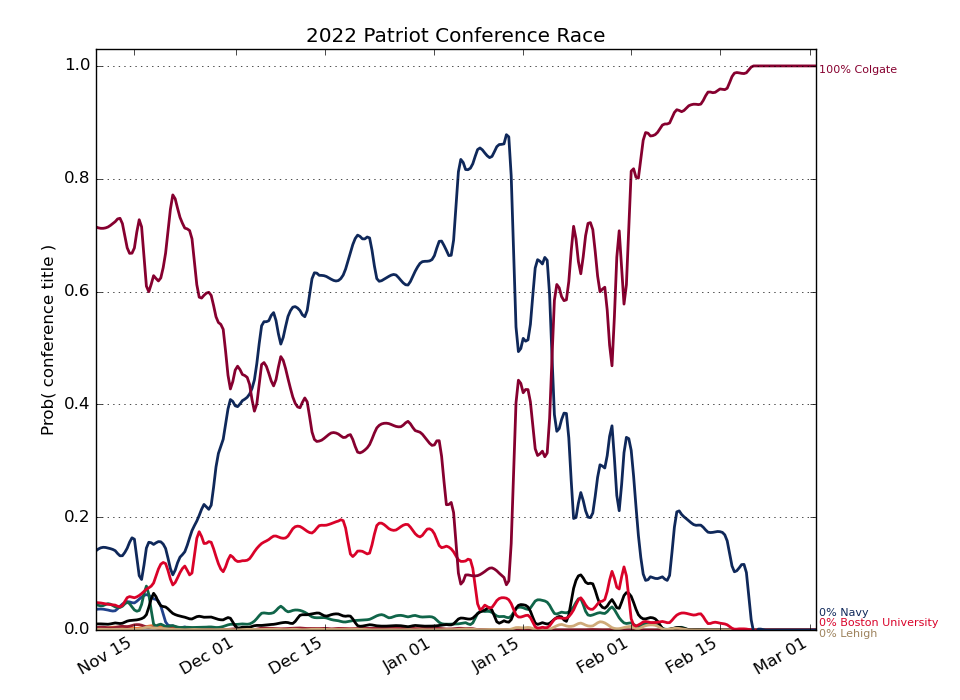 2022 Patriot Conference Race
Prob( conference title )
1.0
0.8
0.6
0.4
0.2
0.0
100% Colgate
0% Navy
0% Boston University
0% Lehigh
Nov 15
Dec 01
Dec 15
Jan 01
Jan 15
Feb 01
Feb 15
Mar 01